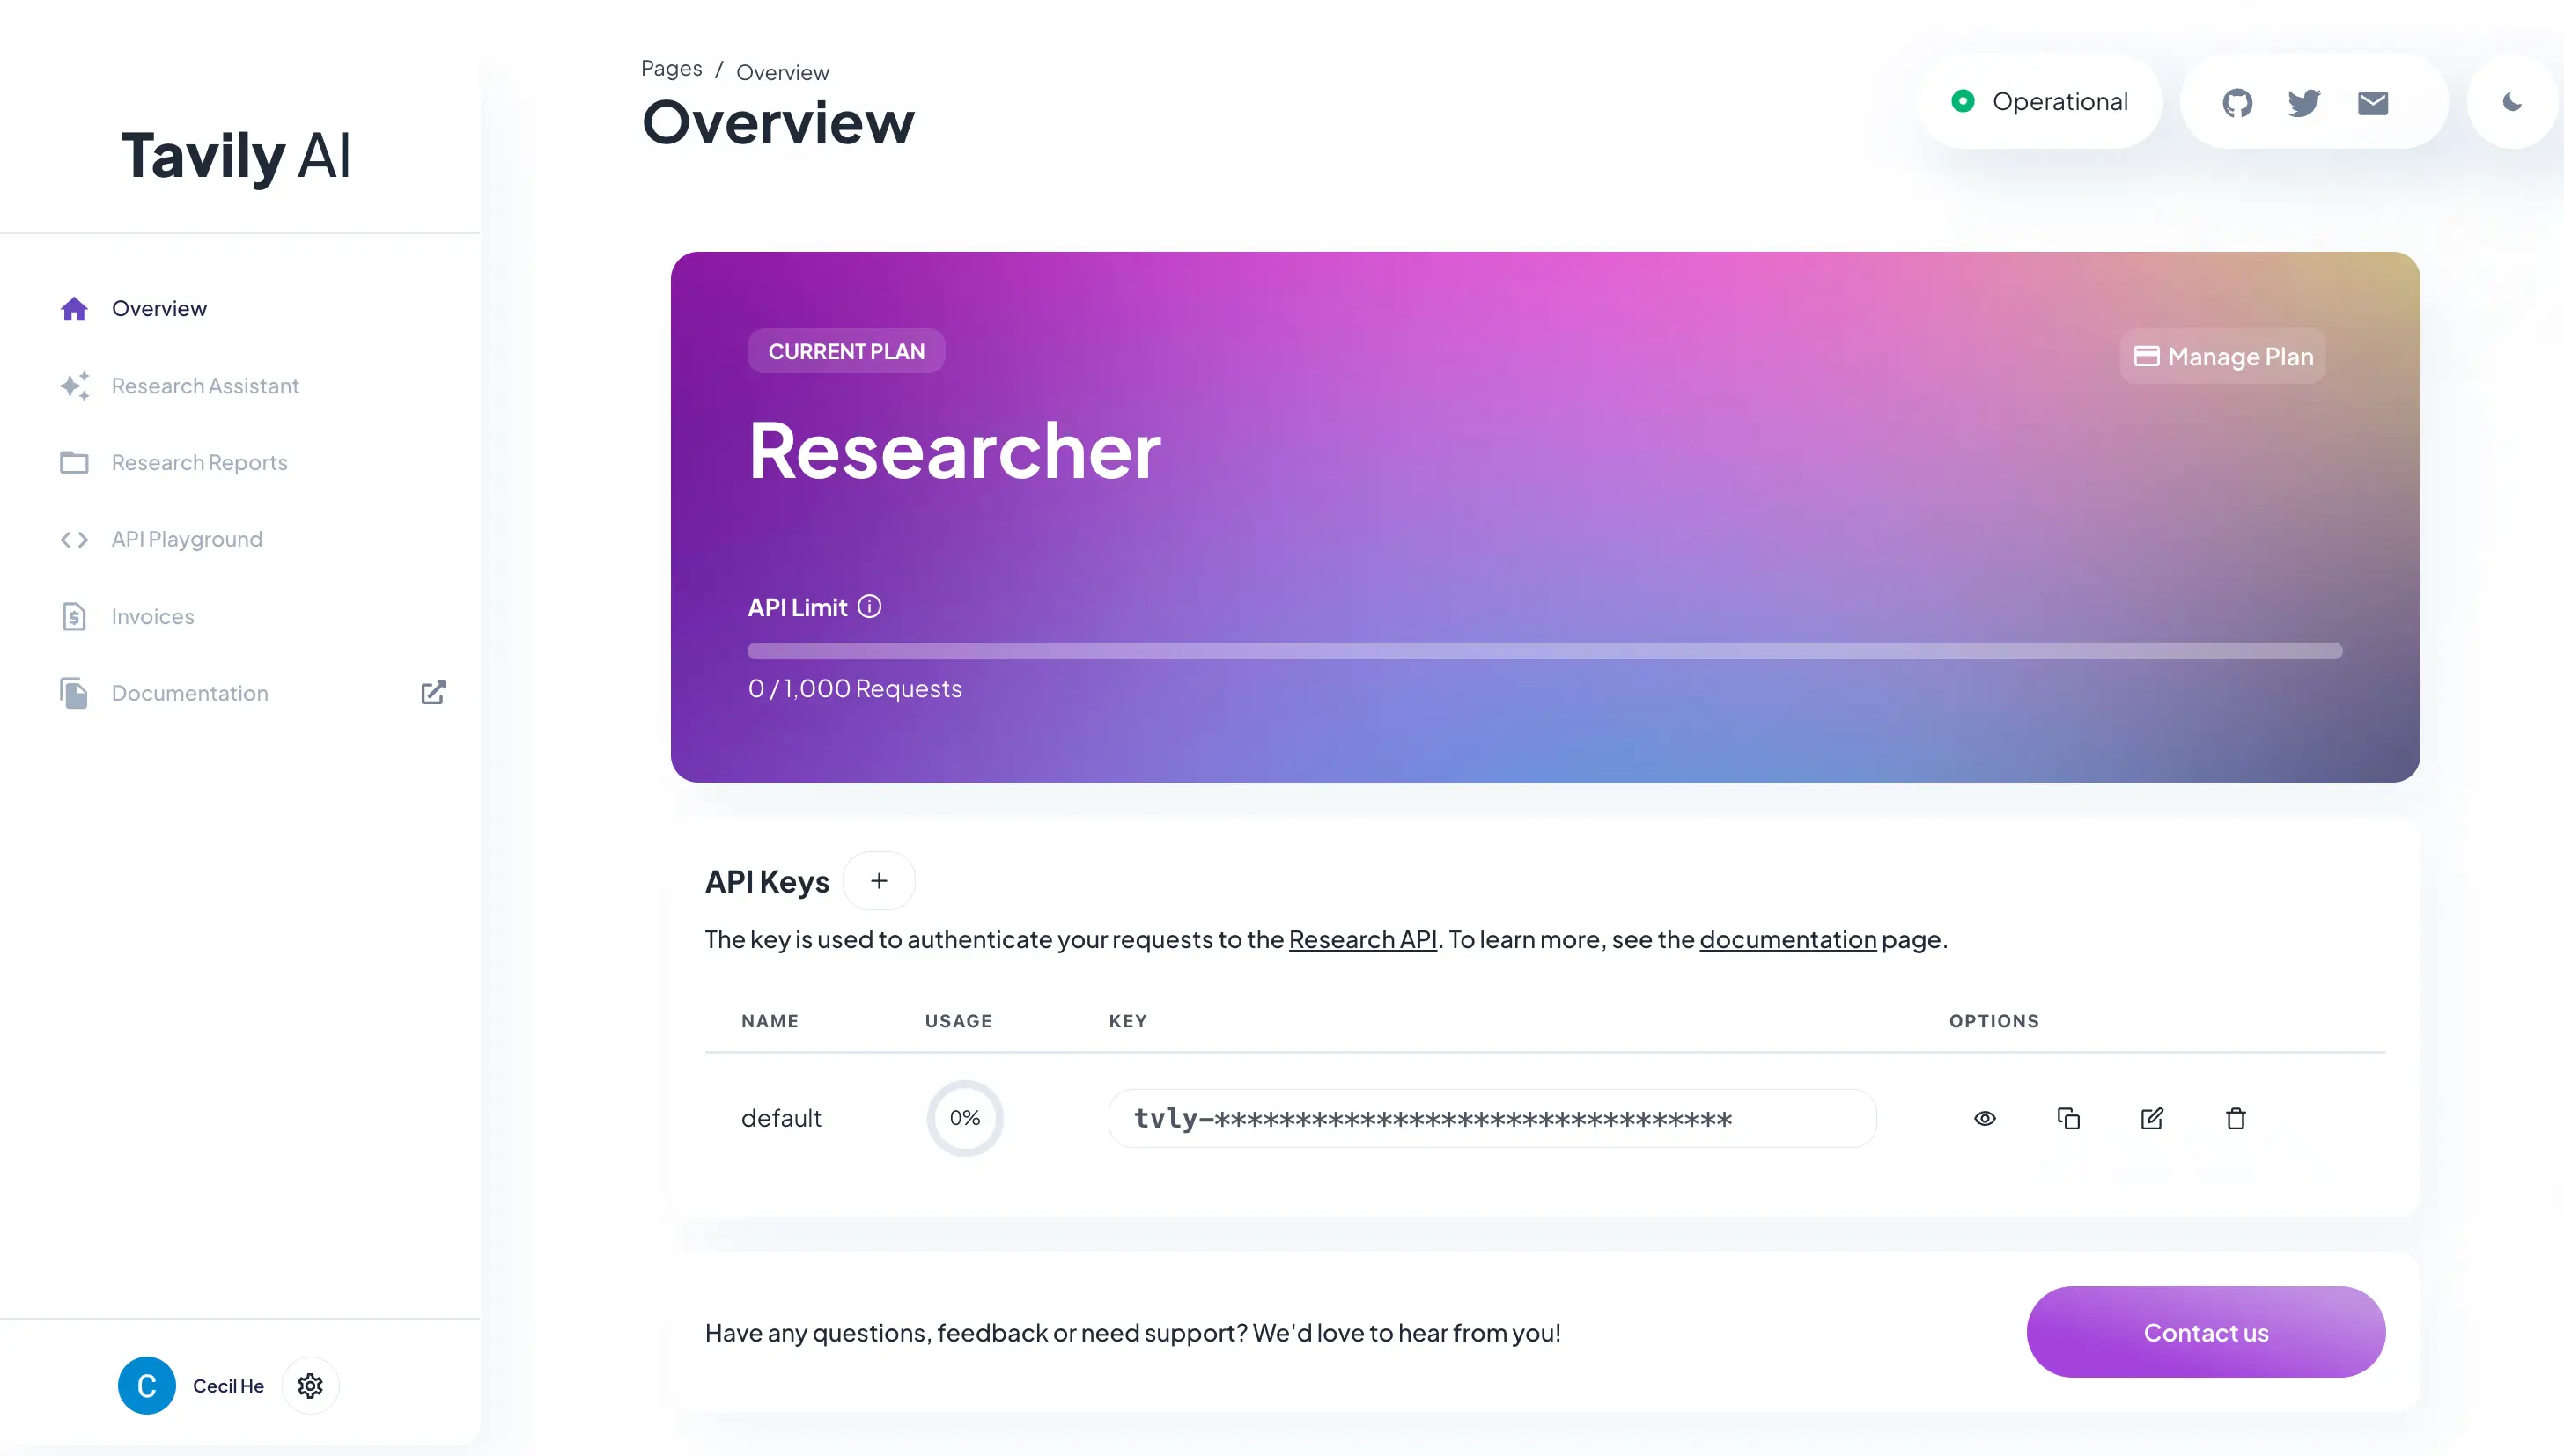 Tavily AI
Overview
Research Assistant
Research Reports
API Playground
Invoices
Documentation
C
Cecil He
Pages / Overview
Overview
Operational
CURRENT PLAN
Manage Plan
Researcher
API Limit
0 / 1,000 Requests
API Keys +
The key is used to authenticate your requests to the Research API. To learn more, see the documentation page.
NAME USAGE KEY OPTIONS
default 0% tvly-********************************
Have any questions, feedback or need support? We'd love to hear from you!
Contact us